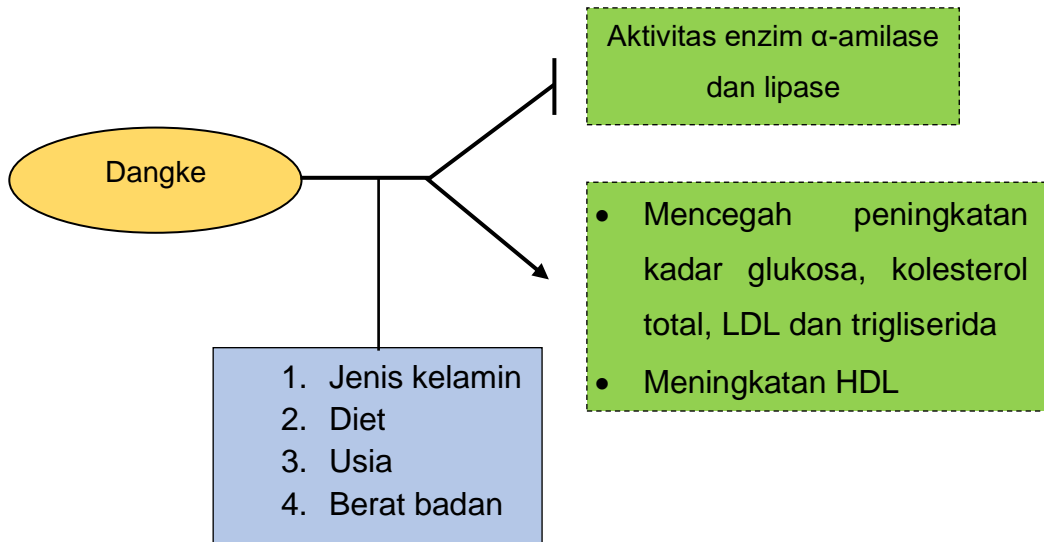 Aktivitas enzim α-amilase
dan lipase
Dangke
• Mencegah peningkatan
kadar glukosa, kolesterol
total, LDL dan trigliserida
• Meningkatan HDL
1. Jenis kelamin
2. Diet
3. Usia
4. Berat badan